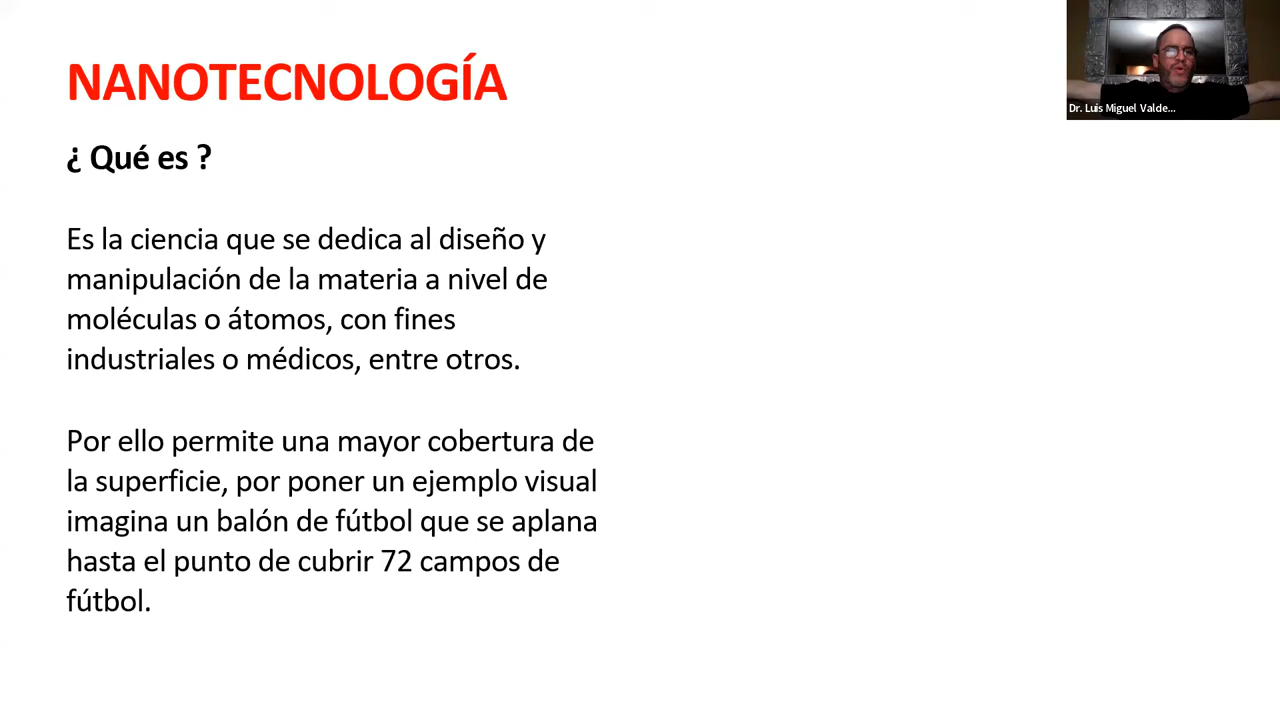 NANOTECNOLOGÍA
Dr. Luis Miguel Valde...
¿ Qué es ?
Es la ciencia que se dedica al diseño y
manipulación de la materia a nivel de
moléculas o átomos, con fines
industriales o médicos, entre otros.
Por ello permite una mayor cobertura de
la superficie, por poner un ejemplo visual
imagina un balón de fútbol que se aplana
hasta el punto de cubrir 72 campos de
fútbol.